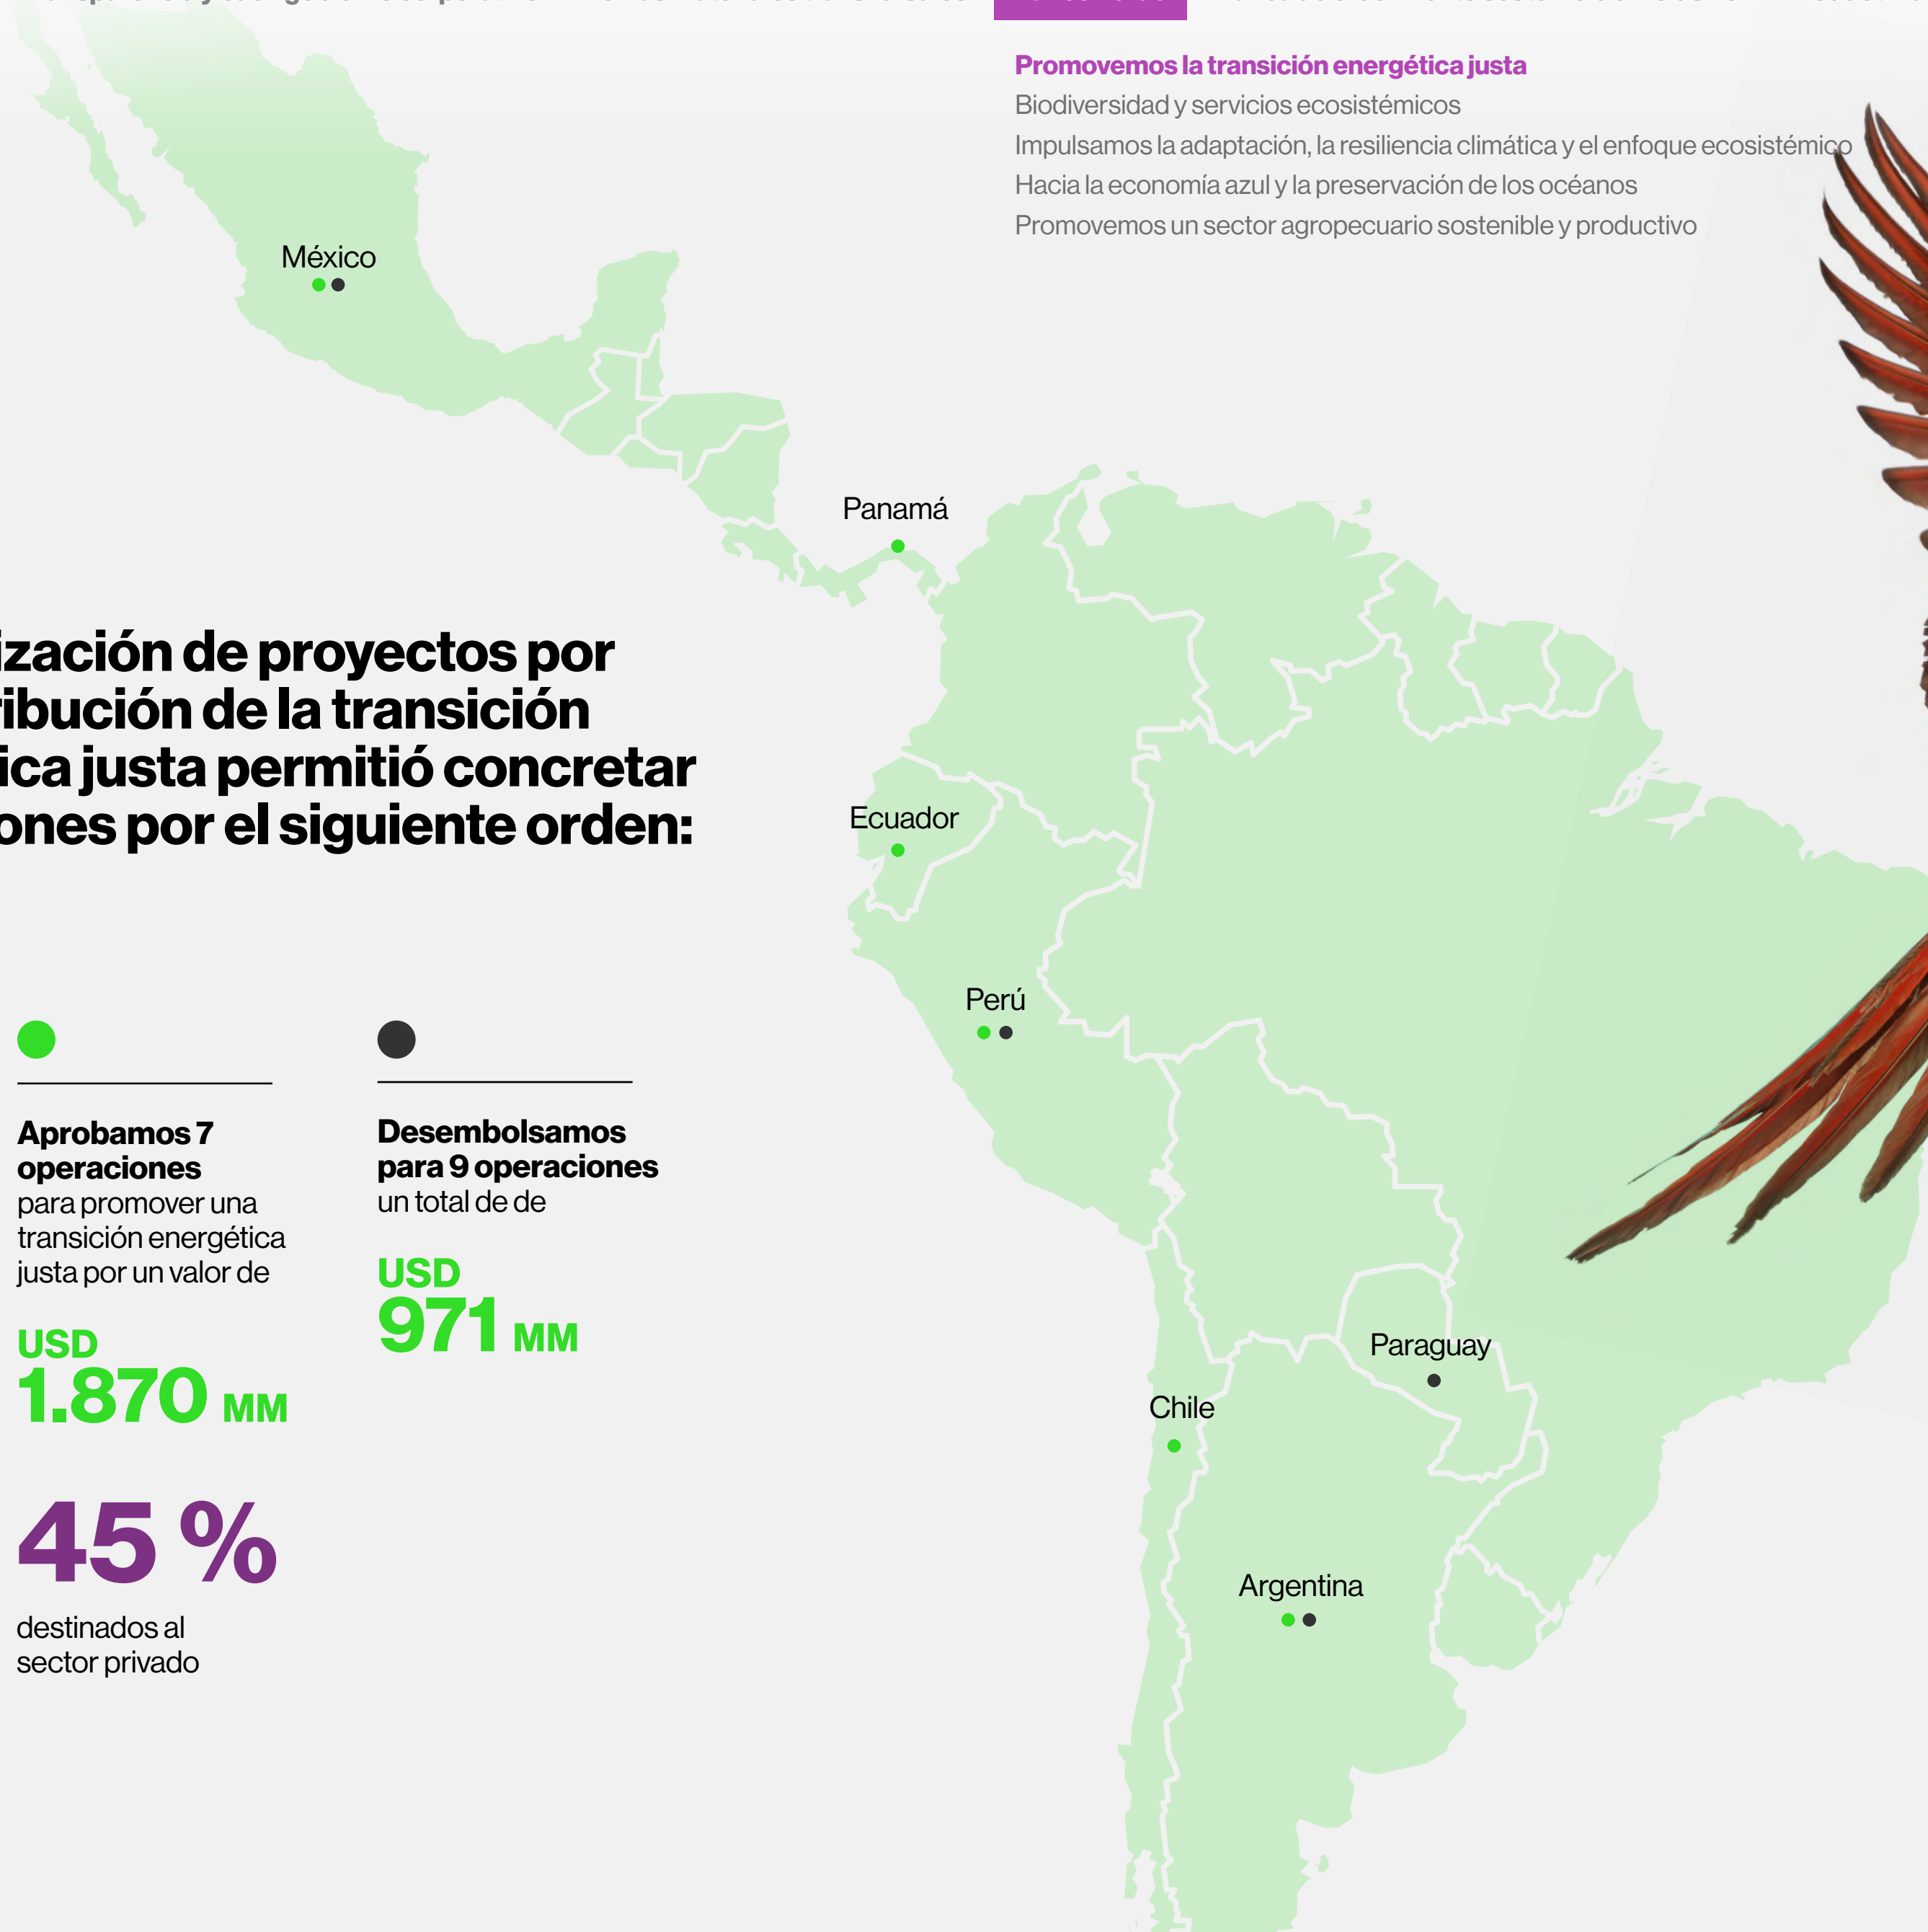 Promovemos la transición energética justa
Biodiversidad y servicios ecosistémicos
Impulsamos la adaptación, la resiliencia climática y el enfoque ecosistémico
Hacia la economía azul y la preservación de los océanos
Promovemos un sector agropecuario sostenible y productivo
México
Panamá
ización de proyectos por
ribución de la transición
ica justa permitió concretar
ones por el siguiente orden:
Ecuador
Perú
Aprobamos 7
operaciones
para promover una
transición energética
justa por un valor de
USD
1.870 MM
45 %
destinados al
sector privado
Desembolsamos
para 9 operaciones
un total de de
USD
971 MM
Paraguay
Chile
Argentina